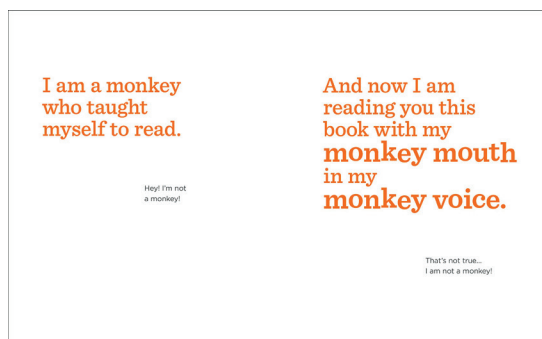 I am a monkey
who taught
myself to read.
Hey! I'm not
a monkey!
And now I am
reading you this
book with my
monkey mouth
in my
monkey voice.
That's not true...
I am not a monkey!